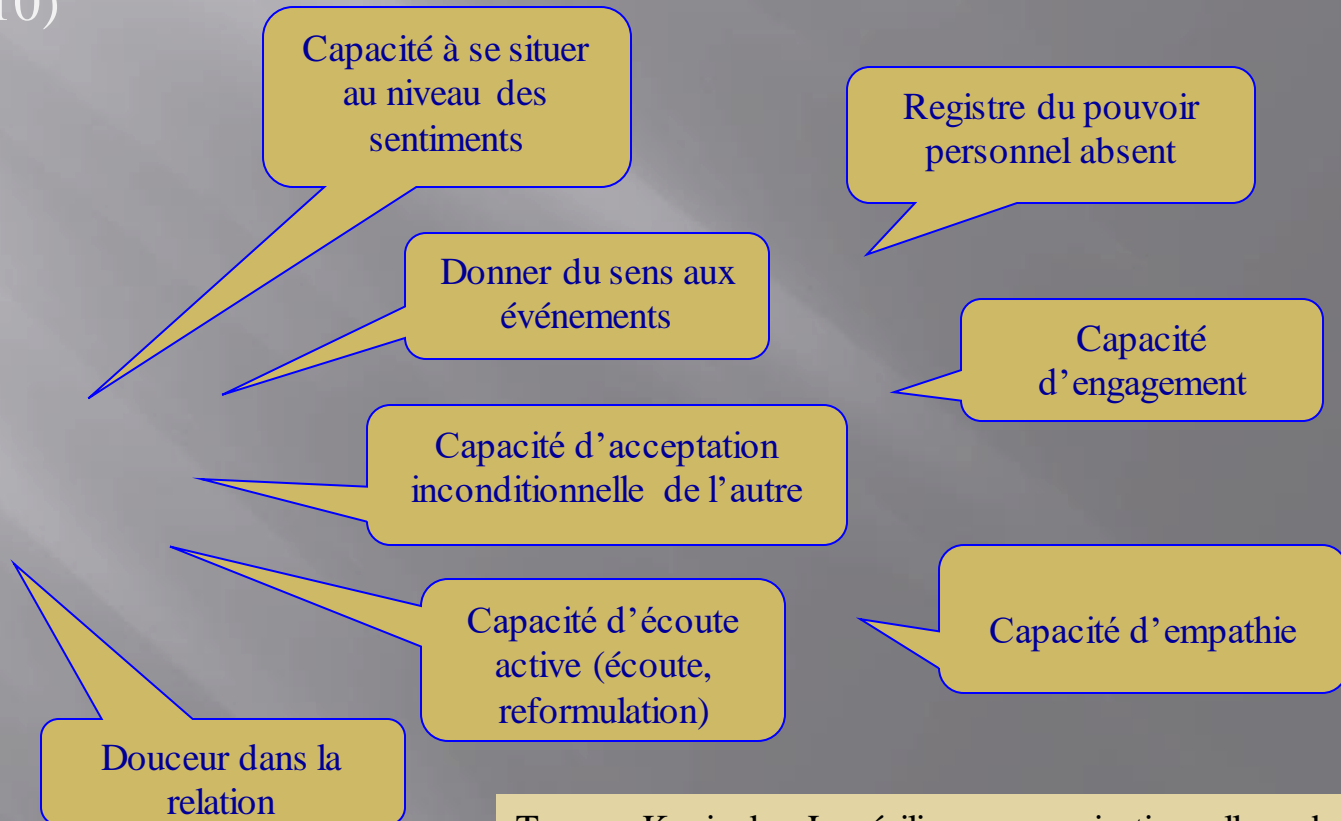 10)
Capacité à se situer
au niveau des
sentiments
Registre du pouvoir
personnel absent
Donner du sens aux
événements
Capacité
d’engagement
Capacité d’acceptation
inconditionnelle de l’autre
Capacité d’écoute
active (écoute,
reformulation)
Capacité d’empathie
Douceur dans la
relation